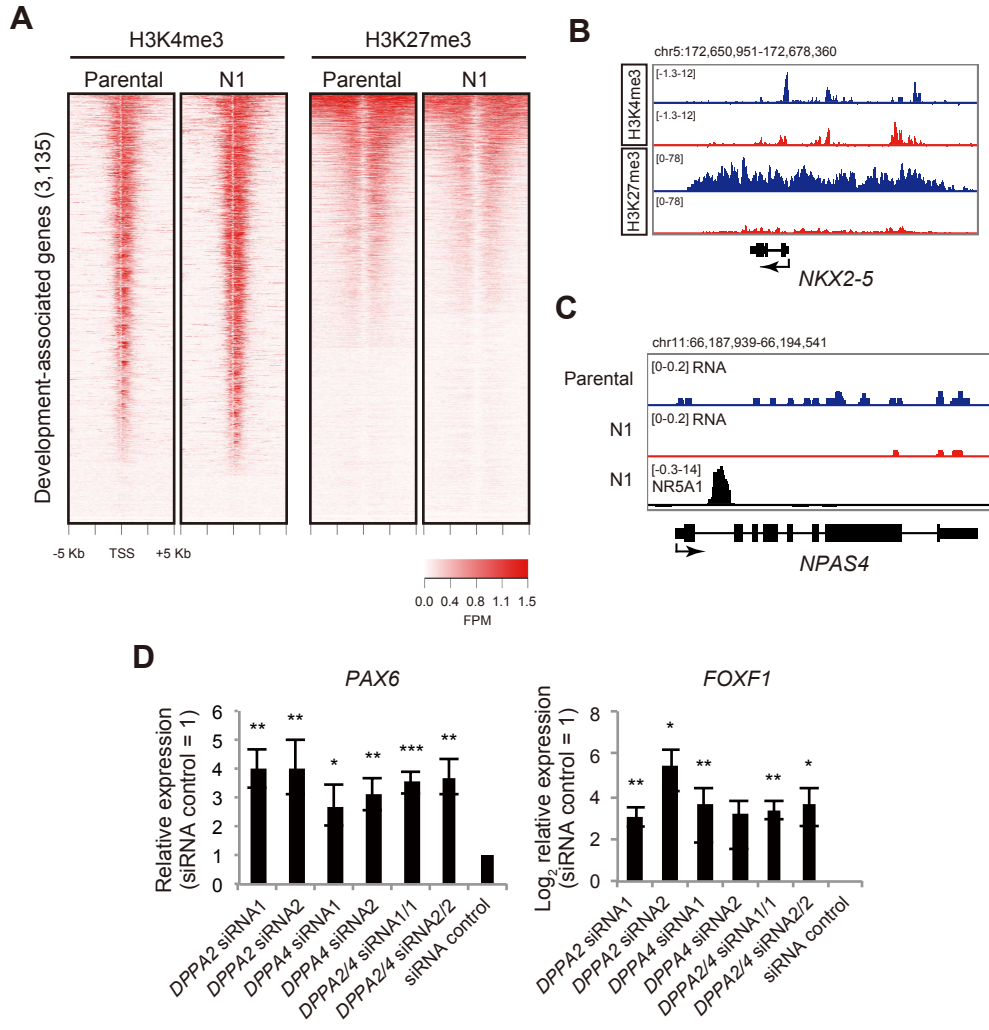 A
H3K4me3
H3K27me3
Parental
N1
Parental
N1
Development-associated genes (3,135)
-5 Kb
TSS
+5 Kb
0.0 0.4 0.8 1.1 1.5
FPM
B
chr5:172,650,951-172,678,360
H3K4me3
H3K27me3
[-1.3-12]
[-1.3-12]
[0-78]
[0-78]
NKX2-5
C
chr11:66,187,939-66,194,541
Parental
[0-0.2] RNA
N1
[0-0.2] RNA
N1
[-0.3-14]
NR5A1
NPAS4
D
PAX6
Relative expression
(siRNA control = 1)
6
5
4
3
2
1
0
** ** * ** *** **
DPPA2 siRNA1
DPPA2 siRNA2
DPPA4 siRNA1
DPPA4 siRNA2
DPPA2/4 siRNA1/1
DPPA2/4 siRNA2/2
siRNA control
FOXF1
Log2 relative expression
(siRNA control = 1)
8
6
4
2
0
** * ** ** *
DPPA2 siRNA1
DPPA2 siRNA2
DPPA4 siRNA1
DPPA4 siRNA2
DPPA2/4 siRNA1/1
DPPA2/4 siRNA2/2
siRNA control